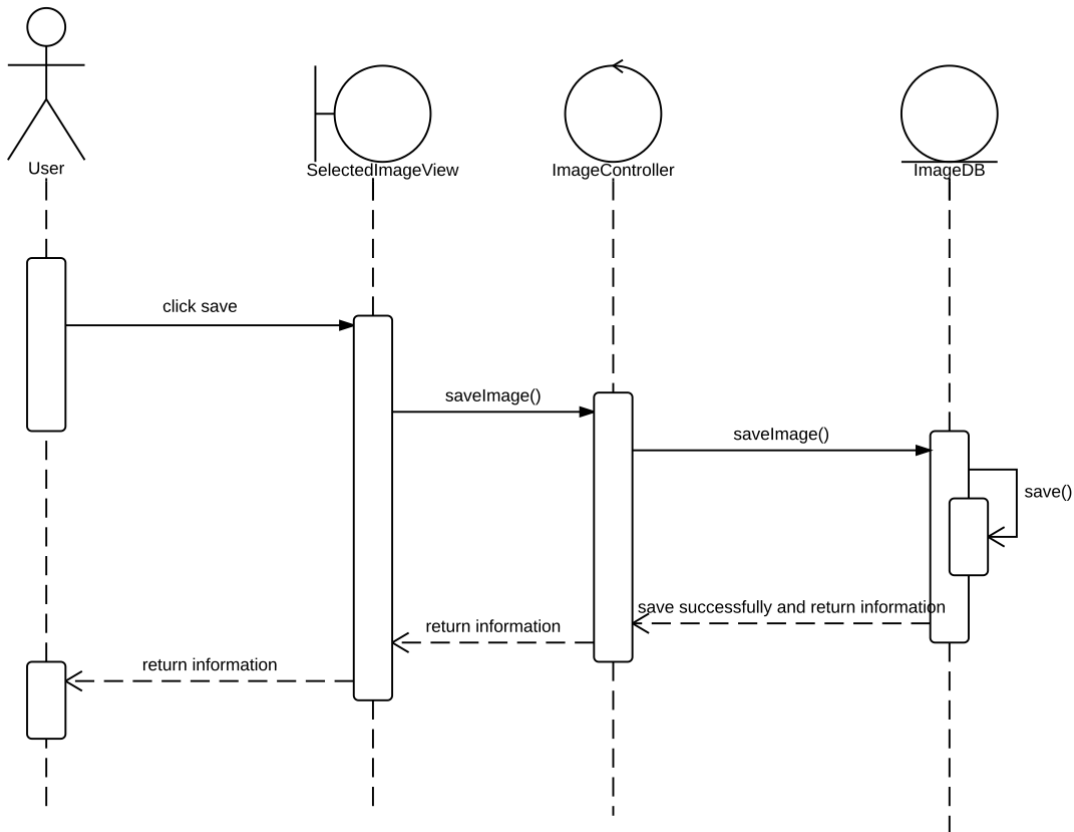 User
SelectedImageView
ImageController
ImageDB
click save
saveImage()
saveImage()
save()
save successfully and return information
return information
return information